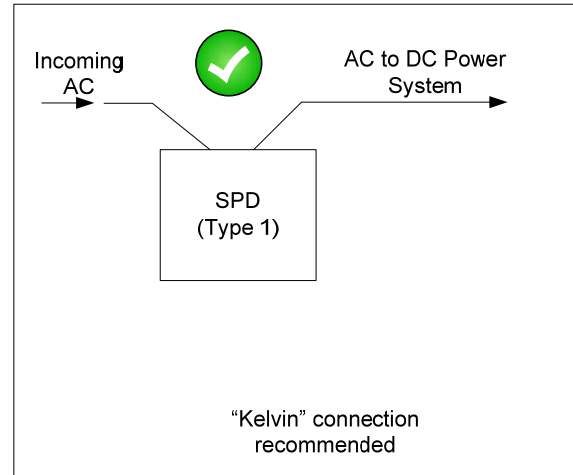 Incoming
AC
AC to DC Power
System
SPD
(Type 1)
“Kelvin” connection
recommended